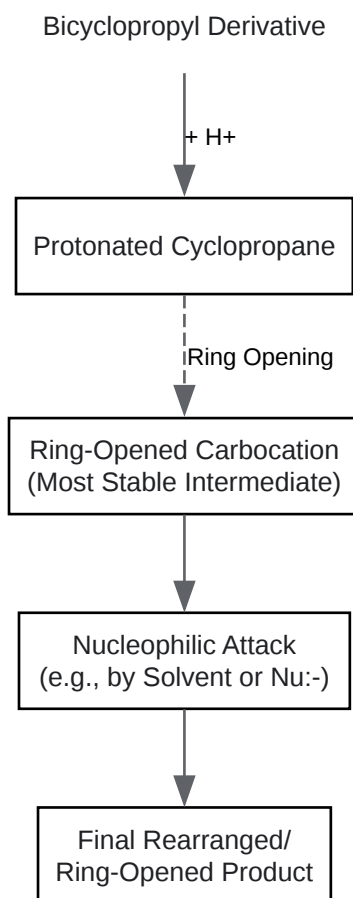 Bicyclopropyl Derivative
+ H+
Protonated Cyclopropane
Ring Opening
Ring-Opened Carbocation
(Most Stable Intermediate)
Nucleophilic Attack
(e.g., by Solvent or Nu:-)
Final Rearranged/
Ring-Opened Product